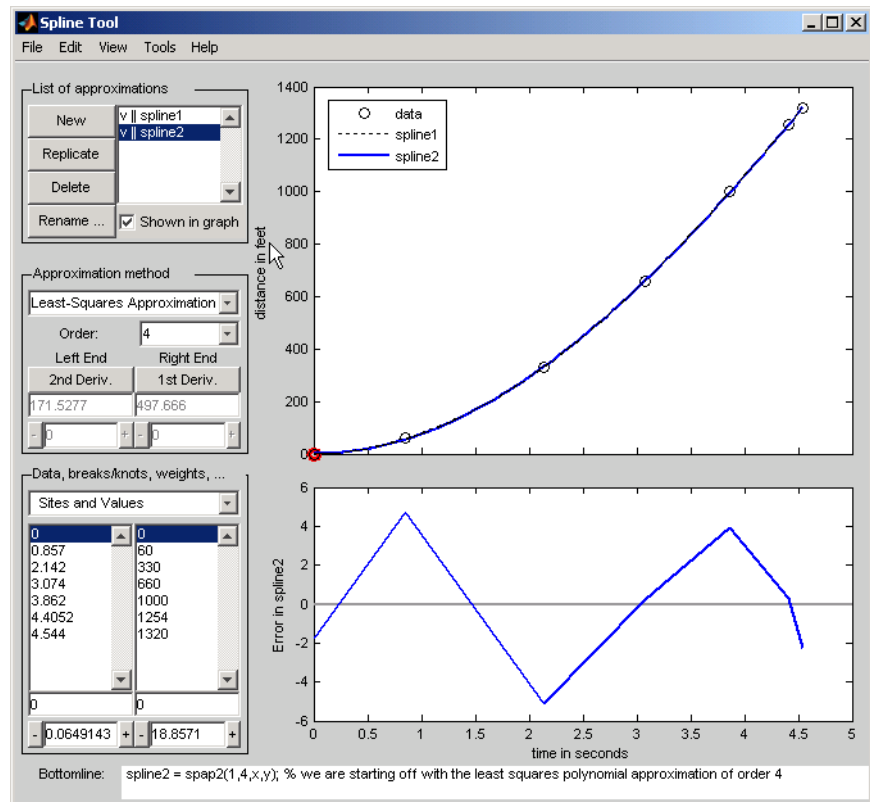 Spline Tool
File Edit View Tools Help
List of approximations
New
Replicate
Delete
Rename ...
v || spline1
v || spline2
Shown in graph
Approximation method
Least-Squares Approximation
Order: 4
Left End Right End
2nd Deriv. 1st Deriv.
171.5277 497.666
- 0 + - 0 +
Data, breaks/knots, weights, ...
Sites and Values
0 0
0.857 60
2.142 330
3.074 660
3.862 1000
4.4052 1254
4.544 1320
0 0
- 0.0649143 + - 18.8571 +
1400
1200
1000
800
600
400
200
0
distance in feet
data
spline1
spline2
6
4
2
0
-2
-4
-6
Error in spline2
0 0.5 1 1.5 2 2.5 3 3.5 4 4.5 5
time in seconds
Bottomline: spline2 = spap2(1,4,x,y); % we are starting off with the least squares polynomial approximation of order 4